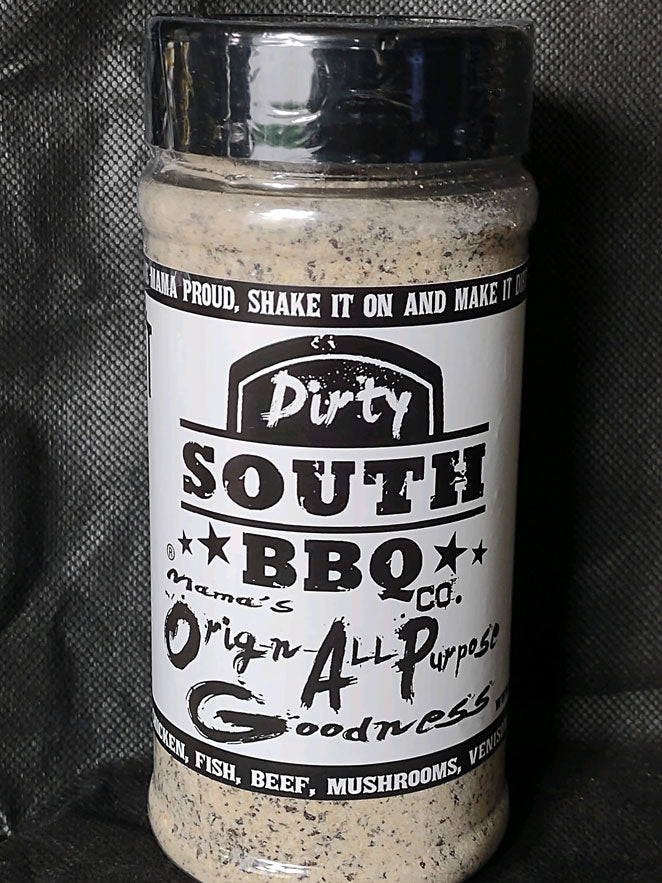 MAMA PROUD, SHAKE IT ON AND MAKE IT
Dirty
SOUTH
BBQ
®
CO.
Mama's
Orign All Purpose
Goodness
FISH, BEEF, MUSHROOMS,